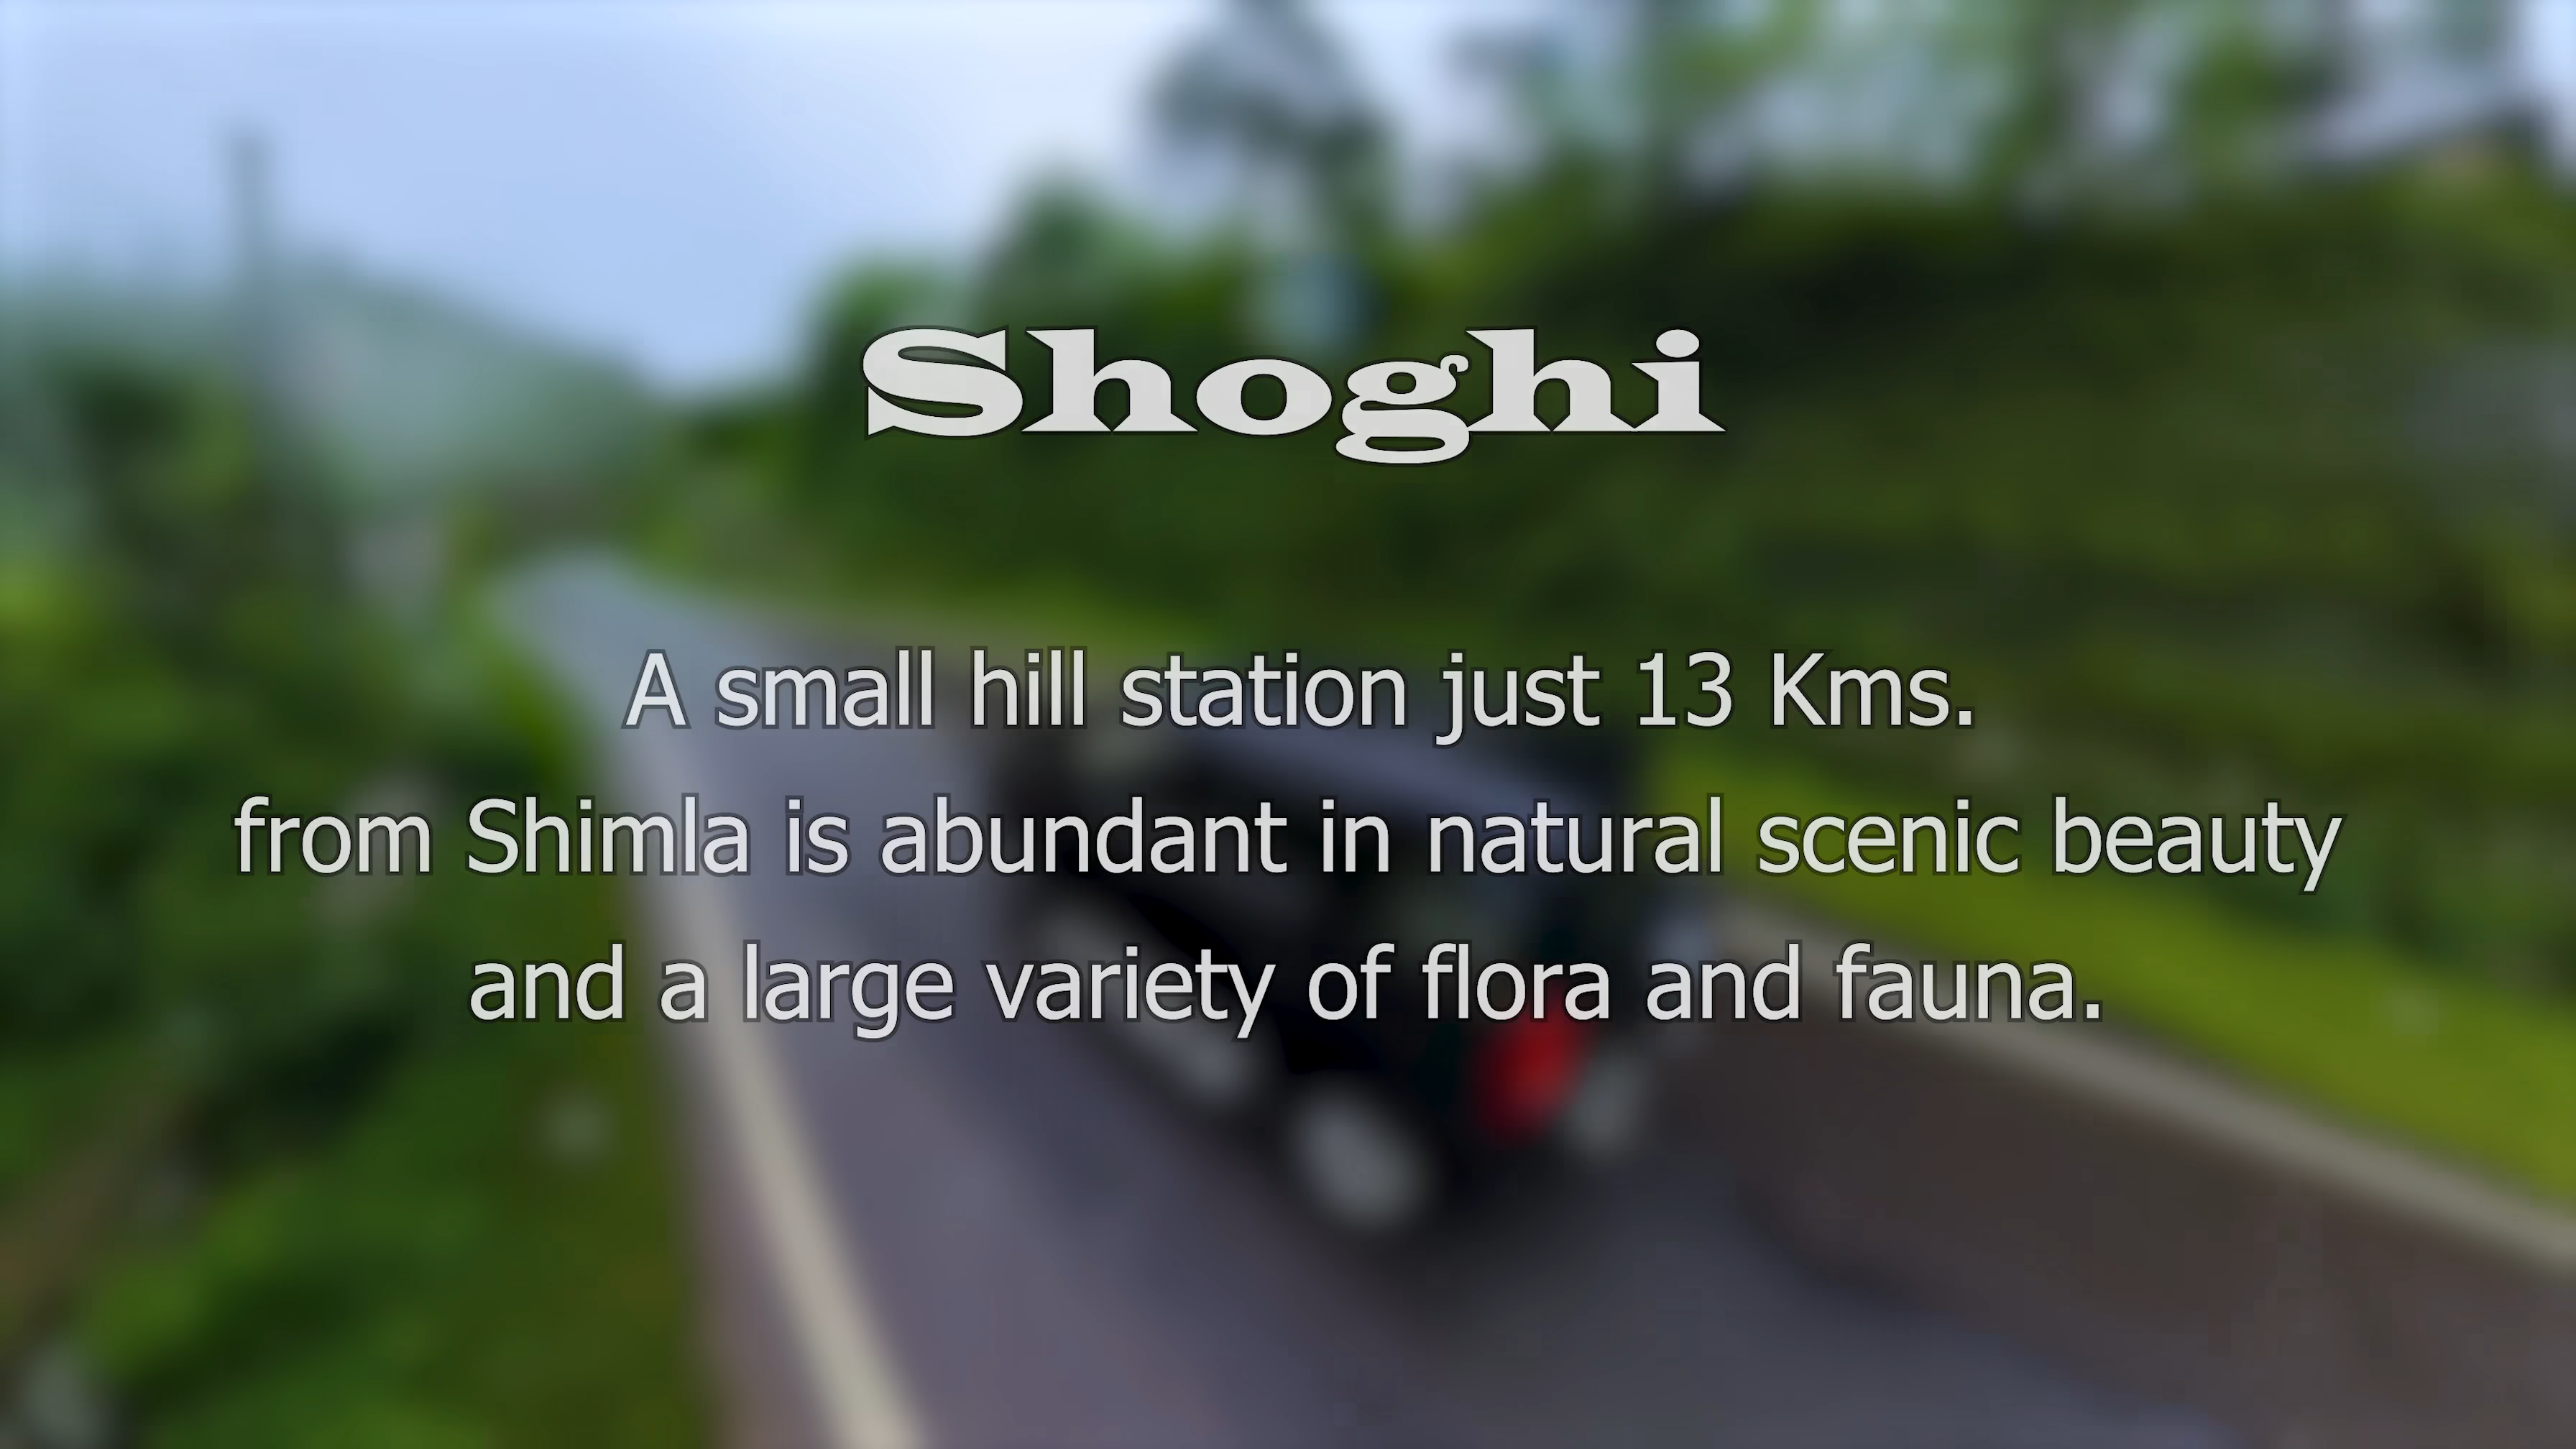 Shoghi
A small hill station just 13 Kms.
from Shimla is abundant in natural scenic beauty
and a large variety of flora and fauna.